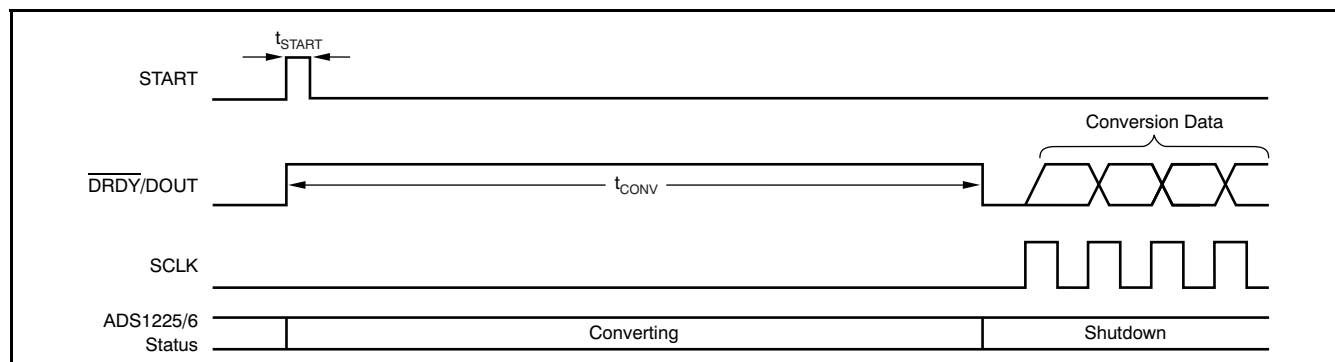 tSTART
START
Conversion Data
DRDY/DOUT
tCONV
SCLK
ADS1225/6
Status
Converting
Shutdown